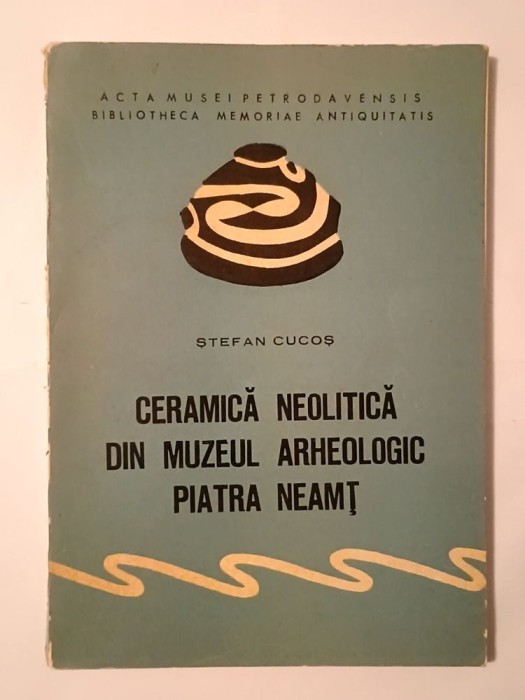 ACTA MUSEI PETRODAVENSIS
BIBLIOTHECA MEMORIAE ANTIQUITATIS
ŞTEFAN CUCOŞ
CERAMICĂ NEOLITICĂ
DIN MUZEUL ARHEOLOGIC
PIATRA NEAMŢ